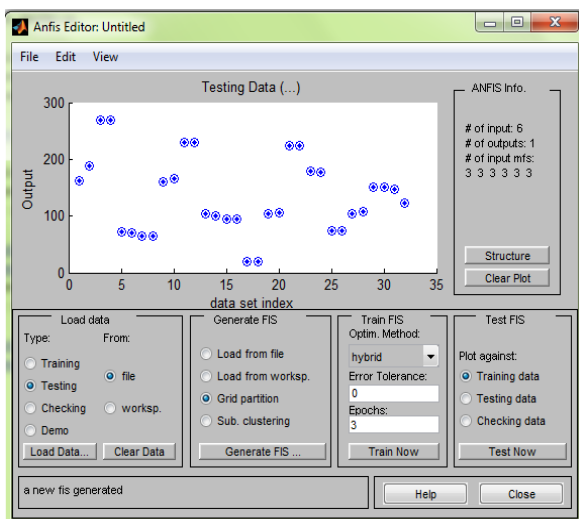 Anfis Editor: Untitled
File Edit View
Testing Data (...)
300
200
100
0
Output
0 5 10 15 20 25 30 35
data set index
ANFIS Info.
# of input: 6
# of outputs: 1
# of input mfs:
3 3 3 3 3 3
Structure
Clear Plot
Load data
Type: From:
Training
Testing
Checking
Demo
file
worksp.
Load Data... Clear Data
Generate FIS
Load from file
Load from worksp.
Grid partition
Sub. clustering
Generate FIS ...
Train FIS
Optim. Method:
hybrid
Error Tolerance:
0
Epochs:
3
Train Now
Test FIS
Plot against:
Training data
Testing data
Checking data
Test Now
a new fis generated
Help Close